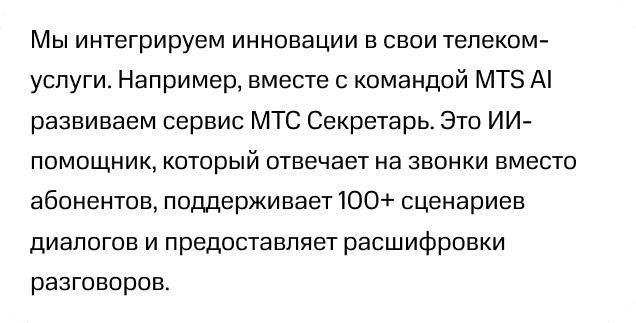 Мы интегрируем инновации в свои телеком-
услуги. Например, вместе с командой MTS AI
развиваем сервис МТС Секретарь. Это ИИ-
помощник, который отвечает на звонки вместо
абонентов, поддерживает 100+ сценариев
диалогов и предоставляет расшифровки
разговоров.